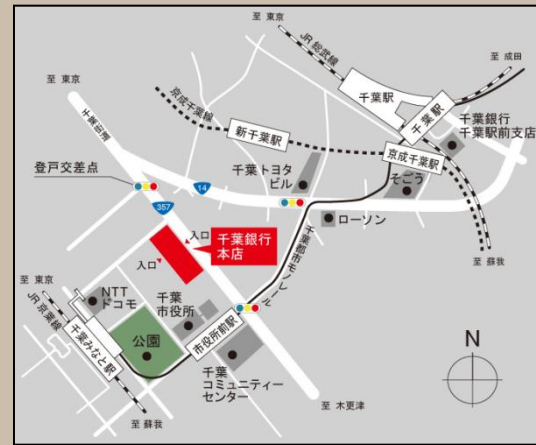 至 東京
JR 総武線
至 成田
至 東京
千葉駅
千葉駅
千葉街道
京成千葉線
新千葉駅
千葉銀行
千葉駅前支店
登戸交差点
京成千葉駅
千葉トヨタ
ビル
そごう
14
357
ローソン
入口
千葉銀行
本店
入口
千葉都市モノレール
至 東京
至 蘇我
NTT
ドコモ
千葉
市役所
JR 京葉線
千葉みなと駅
市役所前駅
公園
N
千葉
コミュニティー
センター
至 木更津
至 蘇我